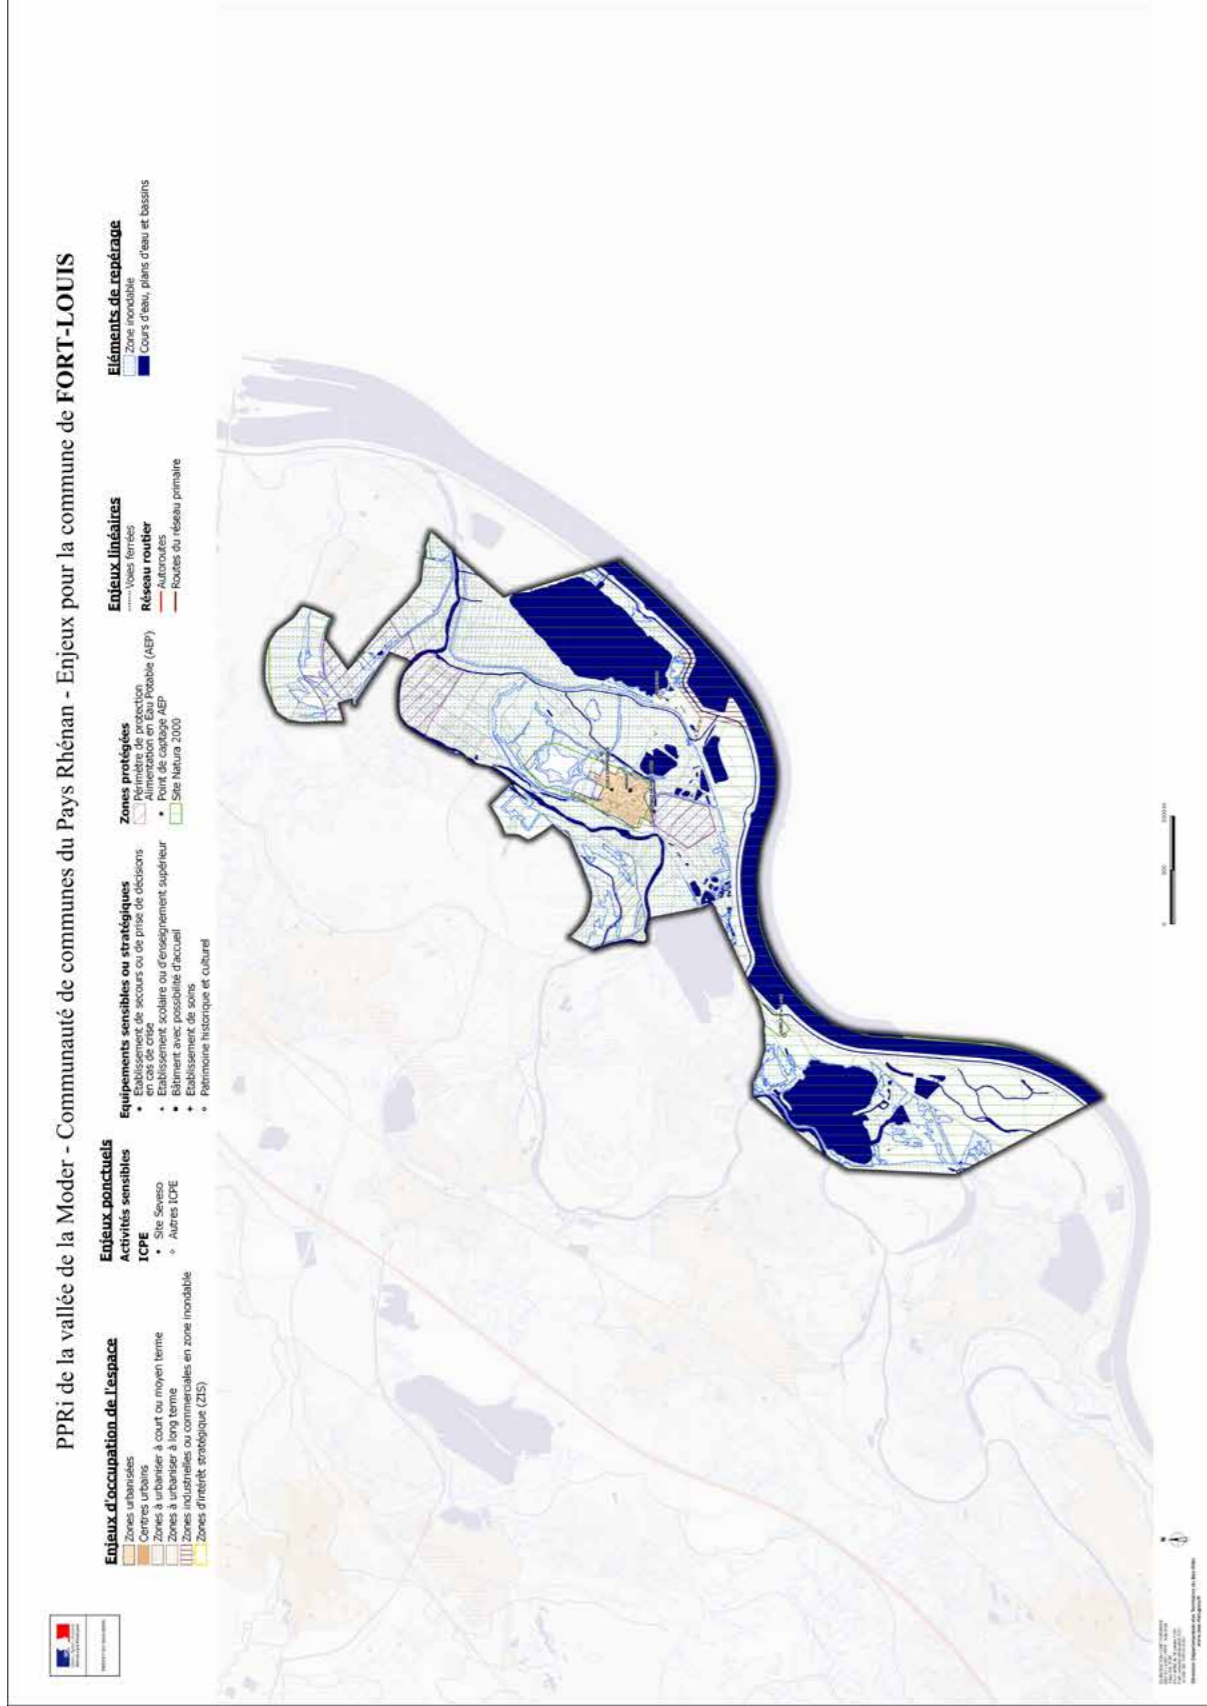 PPRi de la vallée de la Moder - Communauté de communes du Pays Rhénan - Enjeux pour la commune de FORT-LOUIS
Enjeux d'occupation de l'espace
Zones urbanisées
Centres urbains
Zones à urbaniser à court ou moyen terme
Zones à urbaniser à long terme
Zones industrielles ou commerciales en zone inondable
Zones d'intérêt stratégique (ZIS)
Enjeux ponctuels
Activités sensibles
ICPE
Site Seveso
Autres ICPE
Equipements sensibles ou stratégiques
Etablissement de secours ou de prise de décisions
en cas de crise
Etablissement scolaire ou d'enseignement supérieur
Bâtiment avec possibilité d'accueil
Etablissement de soins
Patrimoine historique et culturel
Zones protégées
Périmètre de protection
Alimentation en Eau Potable (AEP)
Point de captage AEP
Site Natura 2000
Enjeux linéaires
Voies ferrées
Réseau routier
Autoroutes
Routes du réseau primaire
Eléments de repérage
Zone inondable
Cours d'eau, plans d'eau et bassins
N
0
500